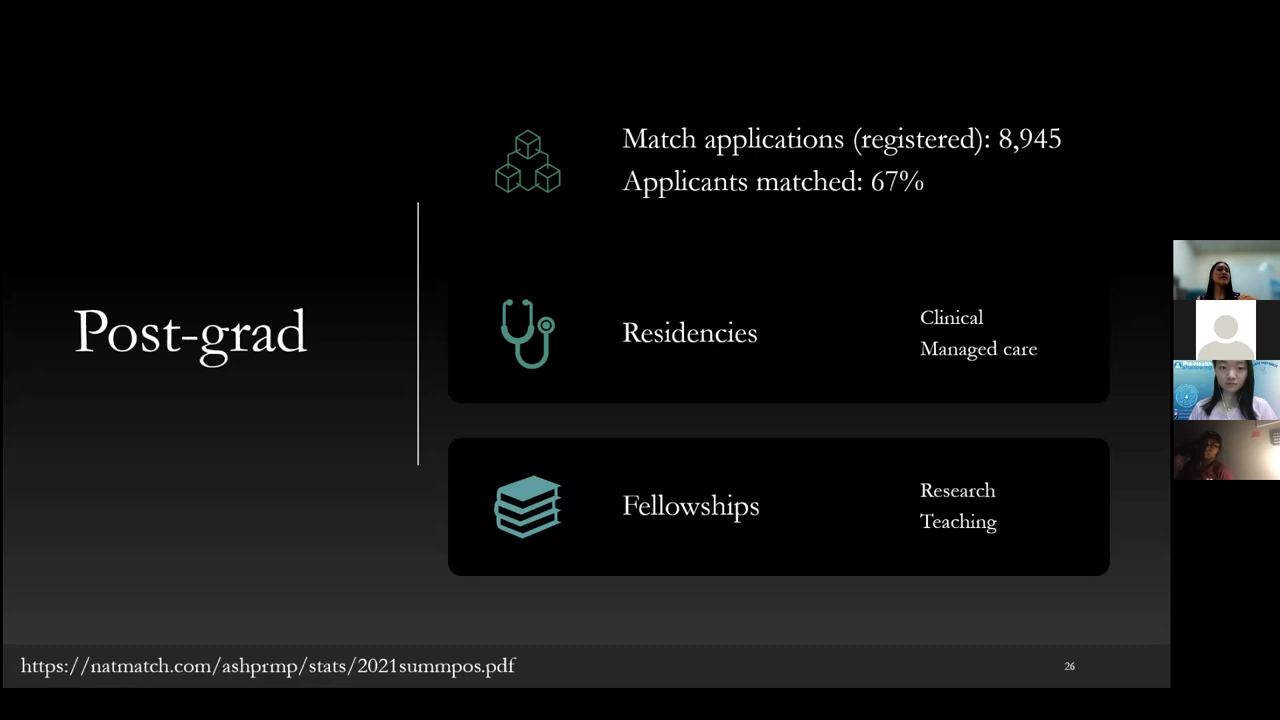 Match applications (registered): 8,945
Applicants matched: 67%
Post-grad
Residencies
Clinical
Managed care
Fellowships
Research
Teaching
https://natmatch.com/ashprmp/stats/2021summpos.pdf
26